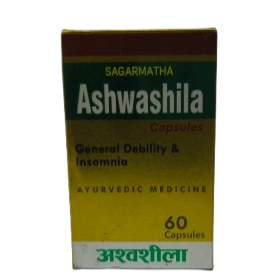 SAGARMATHA
Ashwashila
Capsules
General Debility &
Insomnia
AYURVEDIC MEDICINE
60
Capsules
अश्वशीला